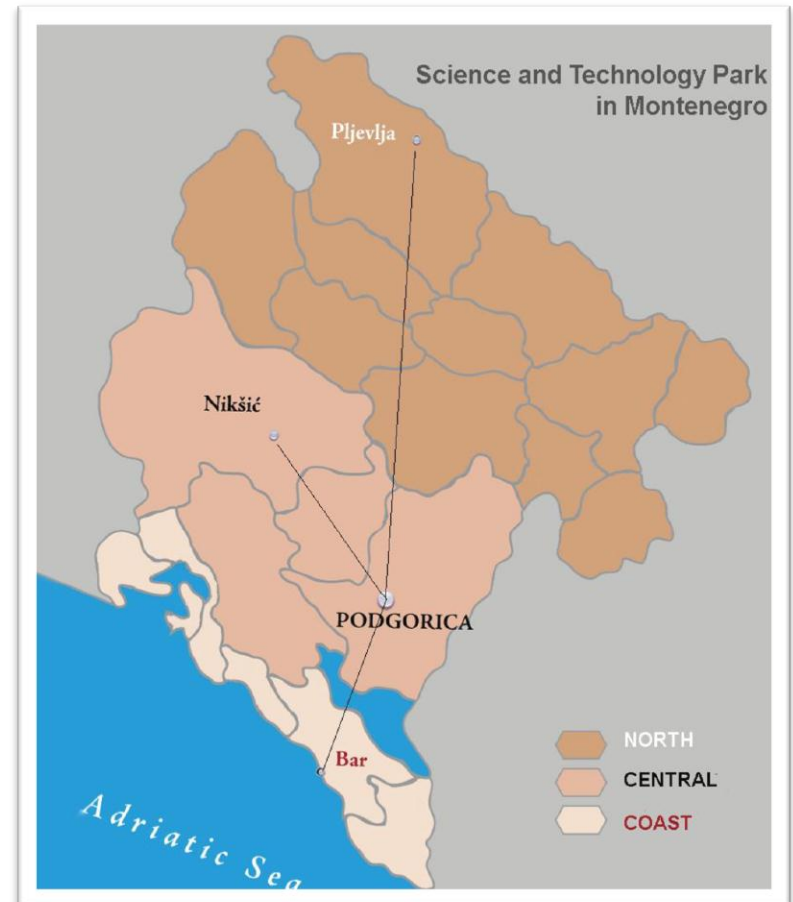 Science and Technology Park
in Montenegro
Pljevlja
Nikšić
PODGORICA
Bar
NORTH
CENTRAL
COAST
Adriatic Sea